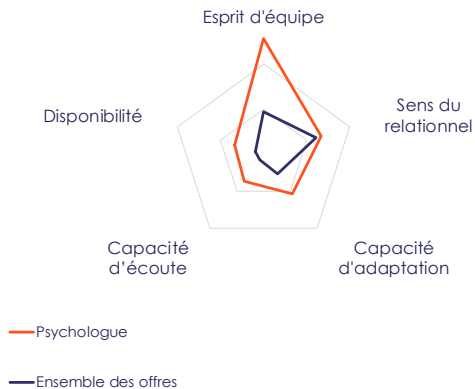 Esprit d'équipe
Disponibilité
Sens du
relationnel
Capacité
d’écoute
Capacité
d'adaptation
Psychologue
Ensemble des offres